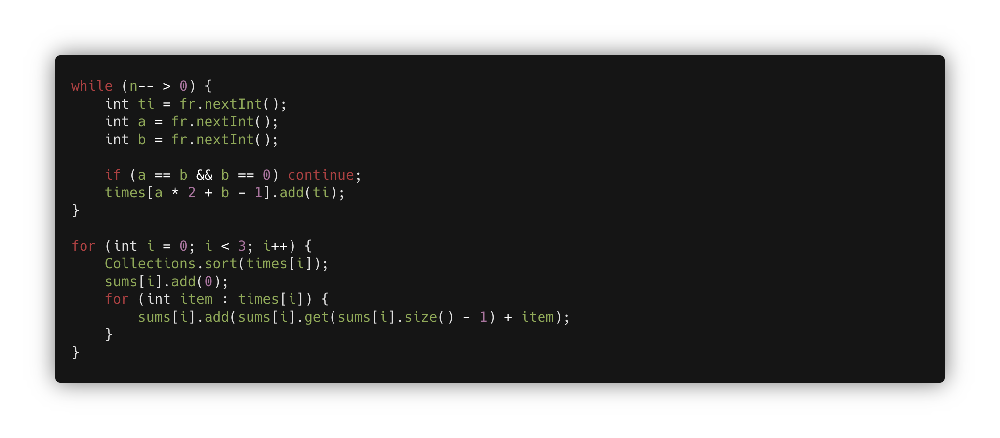 while (n-- > 0) {
    int ti = fr.nextInt();
    int a = fr.nextInt();
    int b = fr.nextInt();

    if (a == b && b == 0) continue;
    times[a * 2 + b - 1].add(ti);
}

for (int i = 0; i < 3; i++) {
    Collections.sort(times[i]);
    sums[i].add(0);
    for (int item : times[i]) {
        sums[i].add(sums[i].get(sums[i].size() - 1) + item);
    }
}